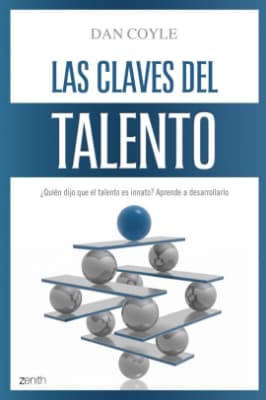 DAN COYLE
LAS CLAVES DEL
TALENTO
¿Quién dijo que el talento es innato? Aprende a desarrollarlo
zenith